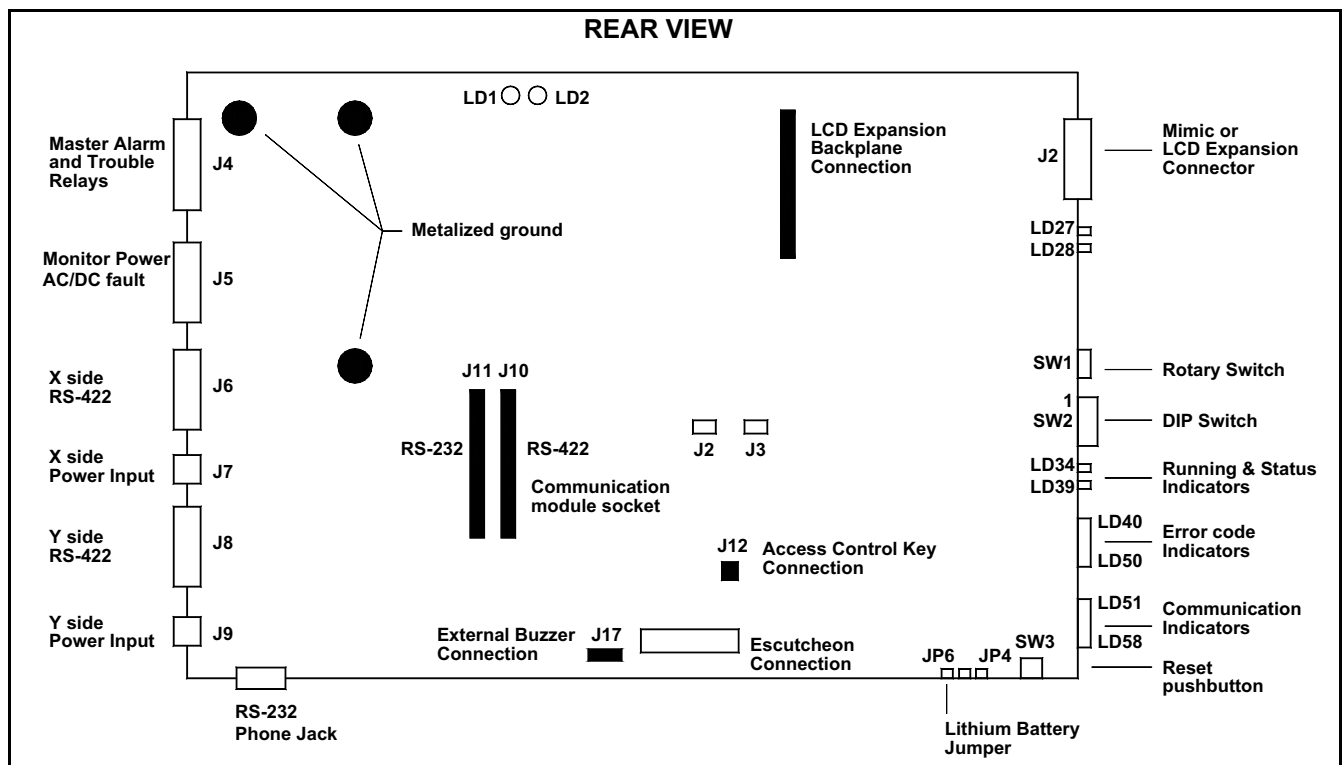 REAR VIEW
LD1
LD2
Master Alarm
and Trouble
Relays
J4
LCD Expansion
Backplane
Connection
J2
Mimic or
LCD Expansion
Connector
Metalized ground
LD27
LD28
Monitor Power
AC/DC fault
J5
X side
RS-422
J6
J11
J10
SW1
Rotary Switch
RS-232
RS-422
J2
J3
1
SW2
DIP Switch
X side
Power Input
J7
Communication
module socket
LD34
LD39
Running & Status
Indicators
Y side
RS-422
J8
J12
Access Control Key
Connection
LD40
LD50
Error code
Indicators
Y side
Power Input
J9
External Buzzer
Connection
J17
Escutcheon
Connection
LD51
LD58
Communication
Indicators
JP6
JP4
SW3
Reset
pushbutton
RS-232
Phone Jack
Lithium Battery
Jumper